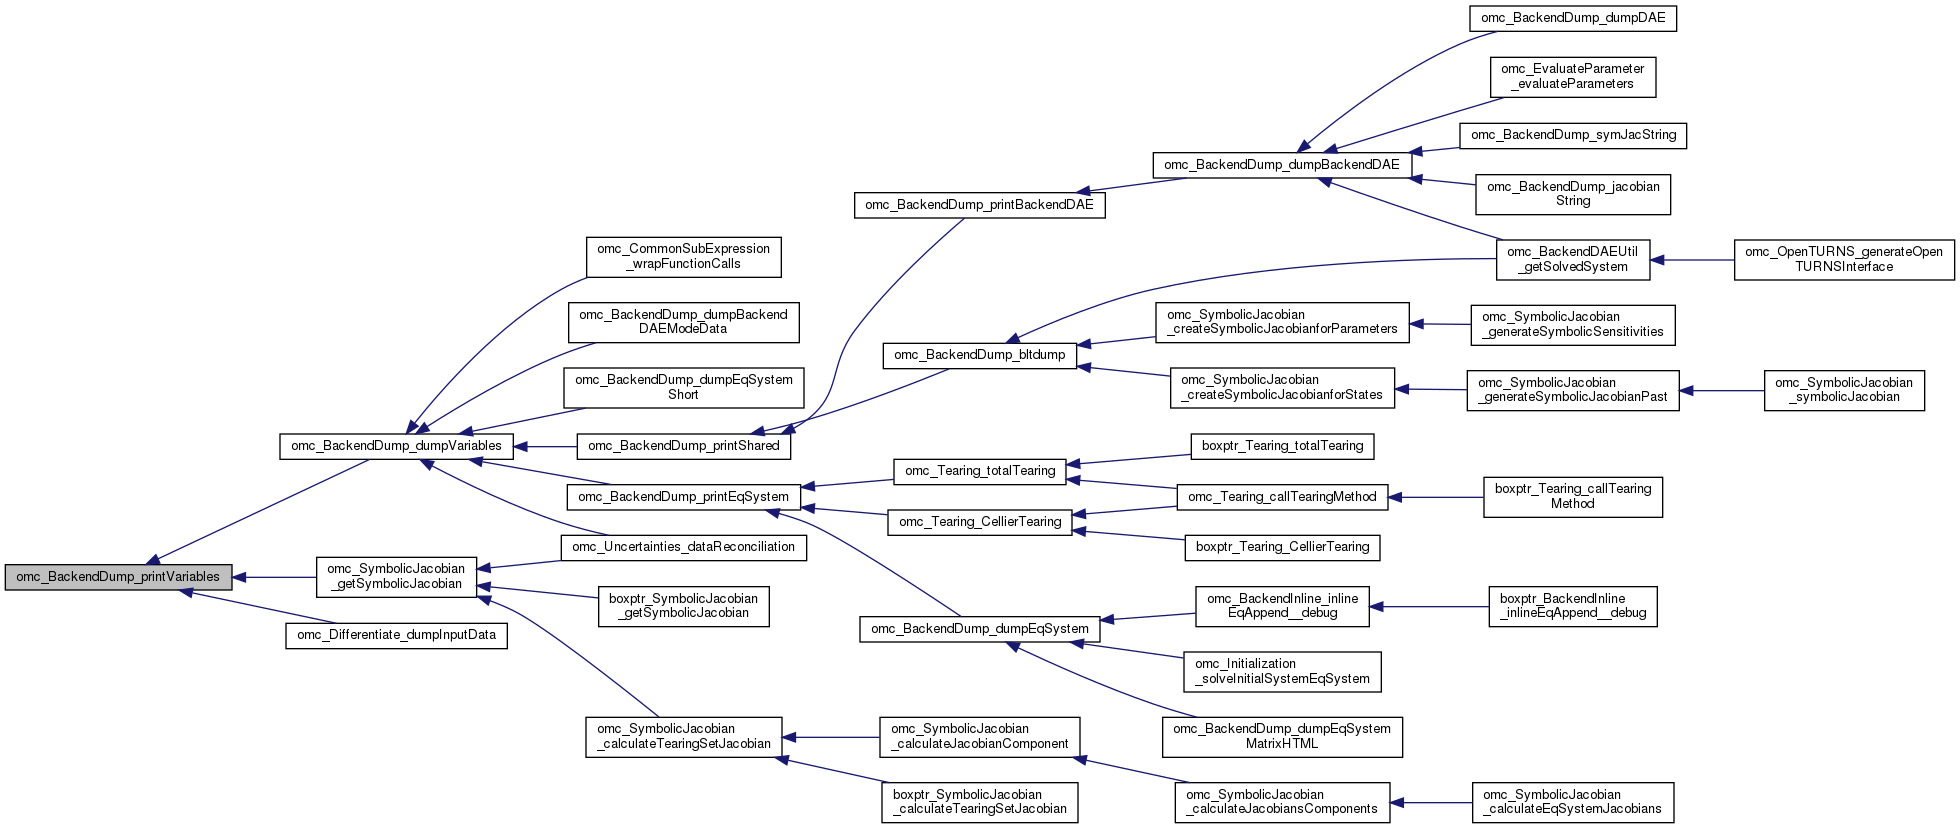 omc_BackendDump_dumpDAE
omc_EvaluateParameter
_evaluateParameters
omc_BackendDump_symJacString
omc_BackendDump_dumpBackendDAE
omc_BackendDump_jacobian
String
omc_BackendDump_printBackendDAE
omc_CommonSubExpression
_wrapFunctionCalls
omc_BackendDAEUtil
_getSolvedSystem
omc_OpenTURNS_generateOpen
TURNSInterface
omc_BackendDump_dumpBackend
DAEModeData
omc_SymbolicJacobian
_createSymbolicJacobianforParameters
omc_SymbolicJacobian
_generateSymbolicSensitivities
omc_BackendDump_bltdump
omc_BackendDump_dumpEqSystem
Short
omc_SymbolicJacobian
_createSymbolicJacobianforStates
omc_SymbolicJacobian
_generateSymbolicJacobianPast
omc_SymbolicJacobian
_symbolicJacobian
omc_BackendDump_dumpVariables
omc_BackendDump_printShared
boxptr_Tearing_totalTearing
omc_Tearing_totalTearing
omc_BackendDump_printEqSystem
omc_Tearing_callTearingMethod
boxptr_Tearing_callTearing
Method
omc_Tearing_CellierTearing
omc_Uncertainties_dataReconciliation
boxptr_Tearing_CellierTearing
omc_BackendDump_printVariables
omc_SymbolicJacobian
_getSymbolicJacobian
boxptr_SymbolicJacobian
_getSymbolicJacobian
omc_BackendInline_inline
EqAppend__debug
boxptr_BackendInline
_inlineEqAppend__debug
omc_Differentiate_dumpInputData
omc_BackendDump_dumpEqSystem
omc_Initialization
_solveInitialSystemEqSystem
omc_SymbolicJacobian
_calculateTearingSetJacobian
omc_SymbolicJacobian
_calculateJacobianComponent
omc_BackendDump_dumpEqSystem
MatrixHTML
boxptr_SymbolicJacobian
_calculateTearingSetJacobian
omc_SymbolicJacobian
_calculateJacobiansComponents
omc_SymbolicJacobian
_calculateEqSystemJacobians